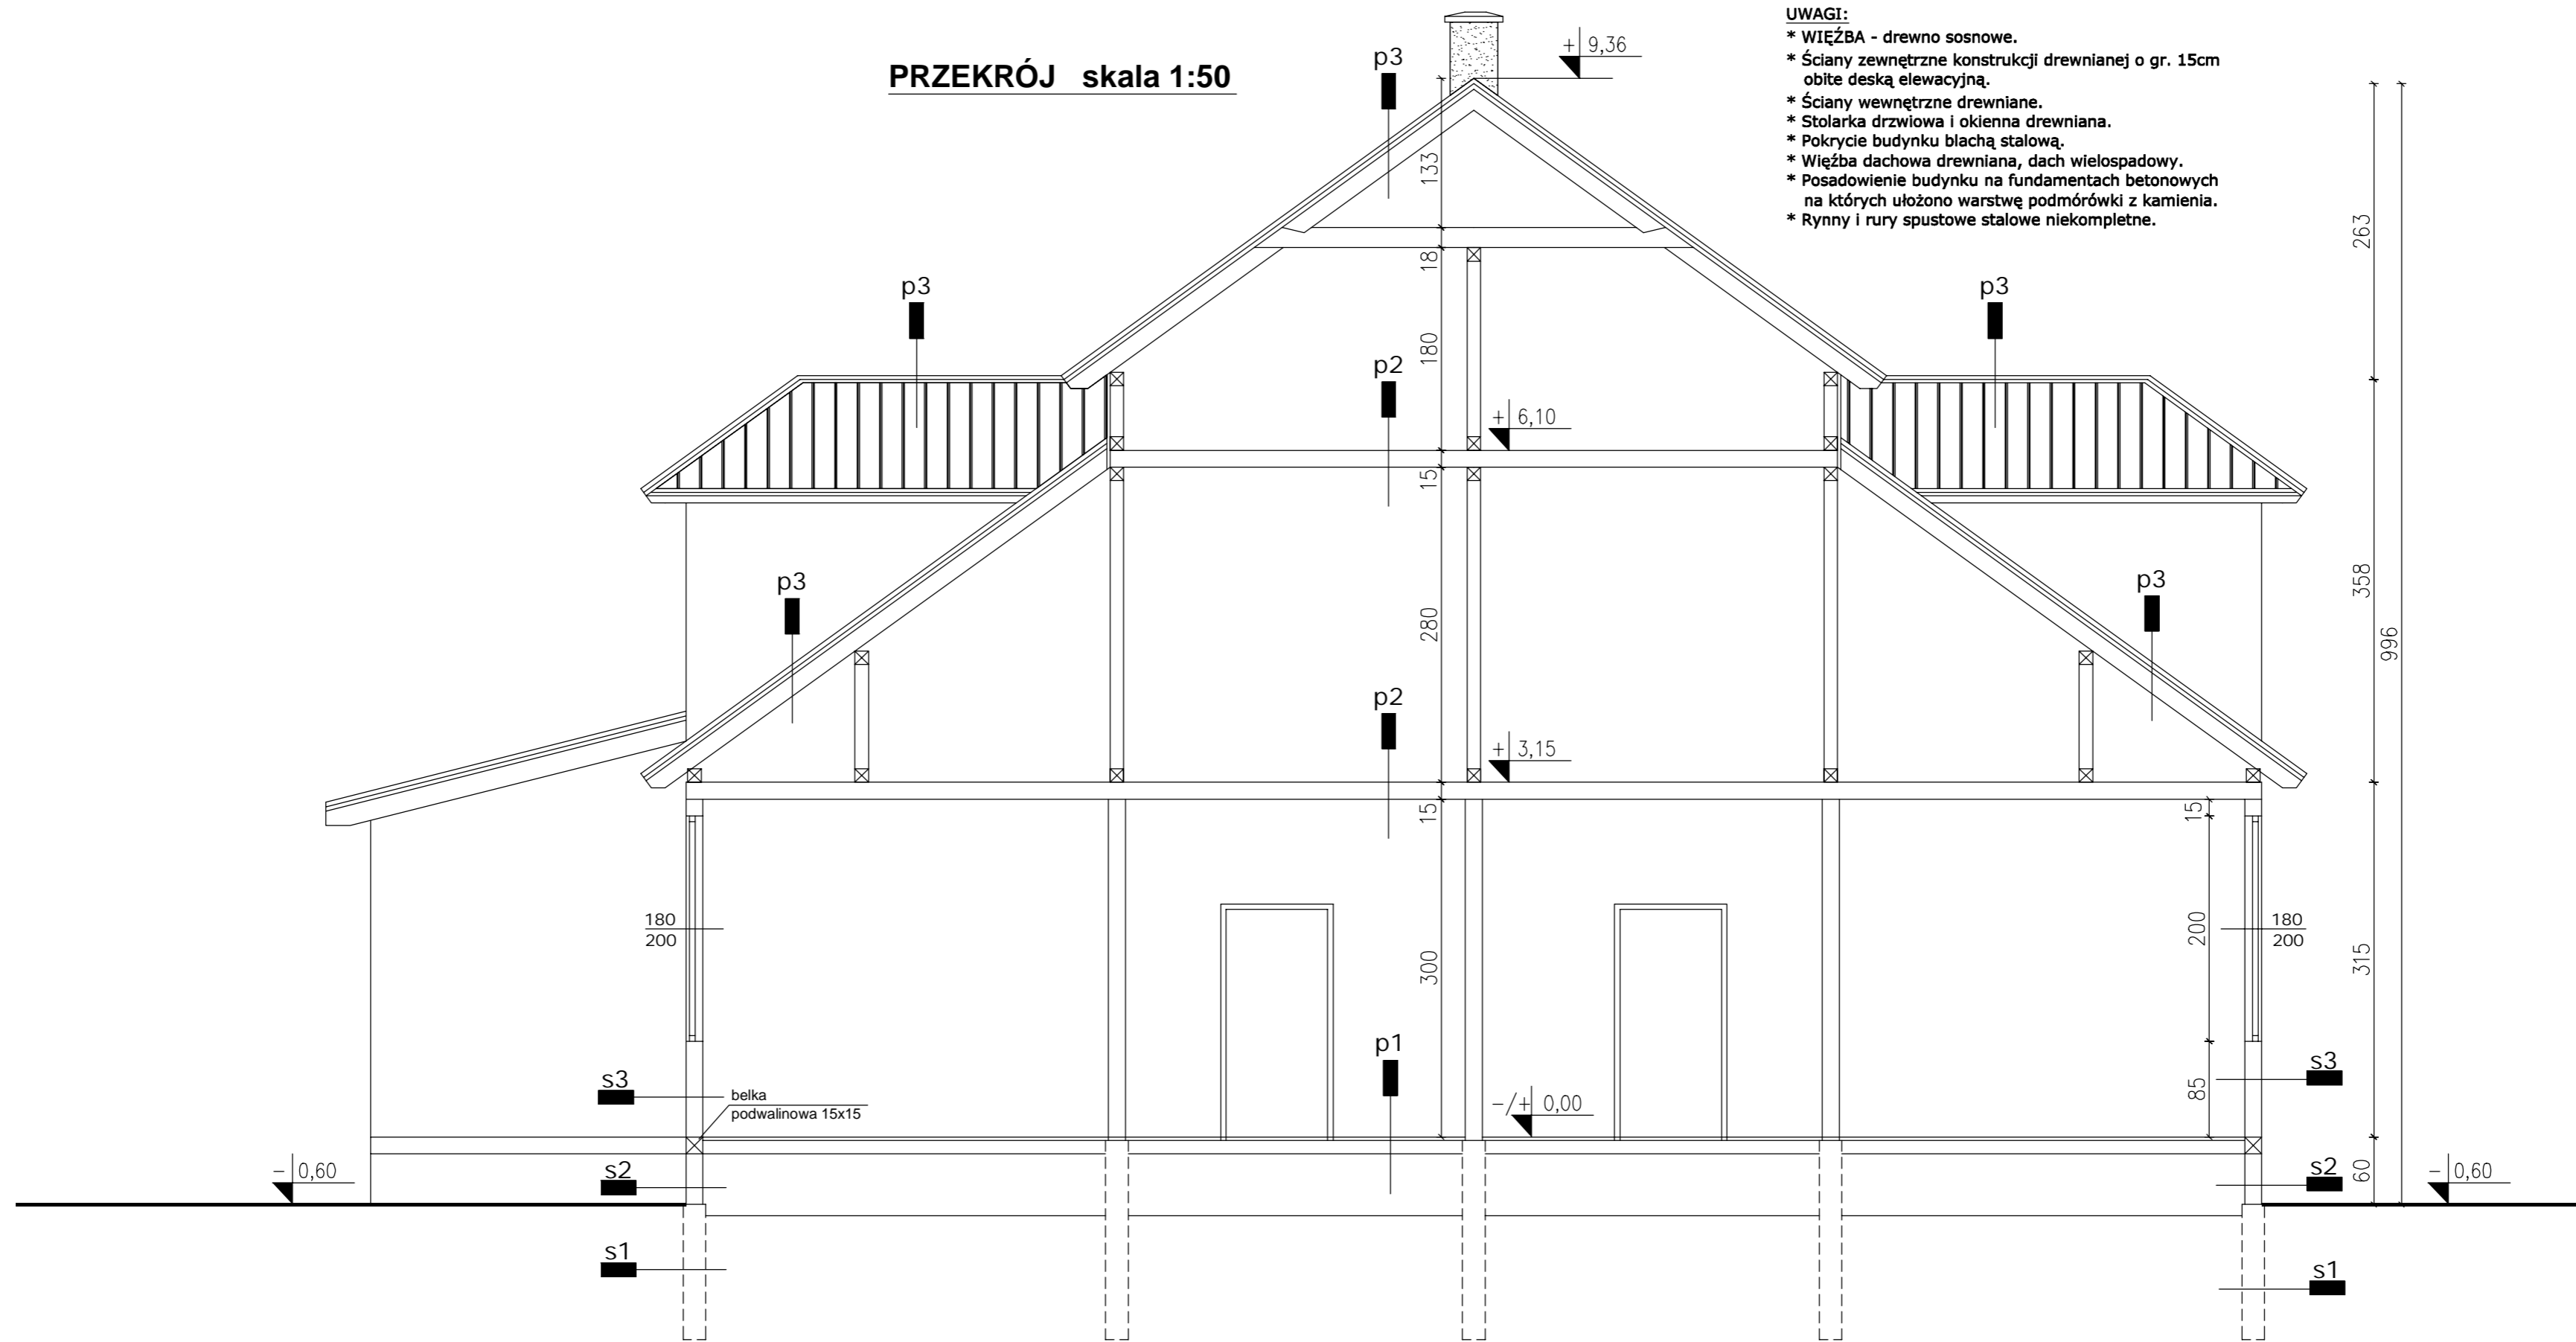 PRZEKRÓJ skala 1:50
UWAGI:
* WIĘŹBA - drewno sosnowe.
* Ściany zewnętrzne konstrukcji drewnianej o gr. 15cm
obite deską elewacyjną.
* Ściany wewnętrzne drewniane.
* Stolarka drzwiowa i okienna drewniana.
* Pokrycie budynku blachą stalową.
* Więźba dachowa drewniana, dach wielospadowy.
* Posadowienie budynku na fundamentach betonowych
na których ułożono warstwę podmórówki z kamienia.
* Rynny i rury spustowe stalowe niekompletne.
+ 9,36
p3
133
263
18
p3
p3
180
p2
+ 6,10
15
p3
280
358
p3
996
p2
+ 3,15
15
15
180
200
300
200
180
200
315
p1
s3
belka
podwalinowa 15x15
-/+ 0,00
85
s3
- 0,60
s2
s2
60
- 0,60
s1
s1